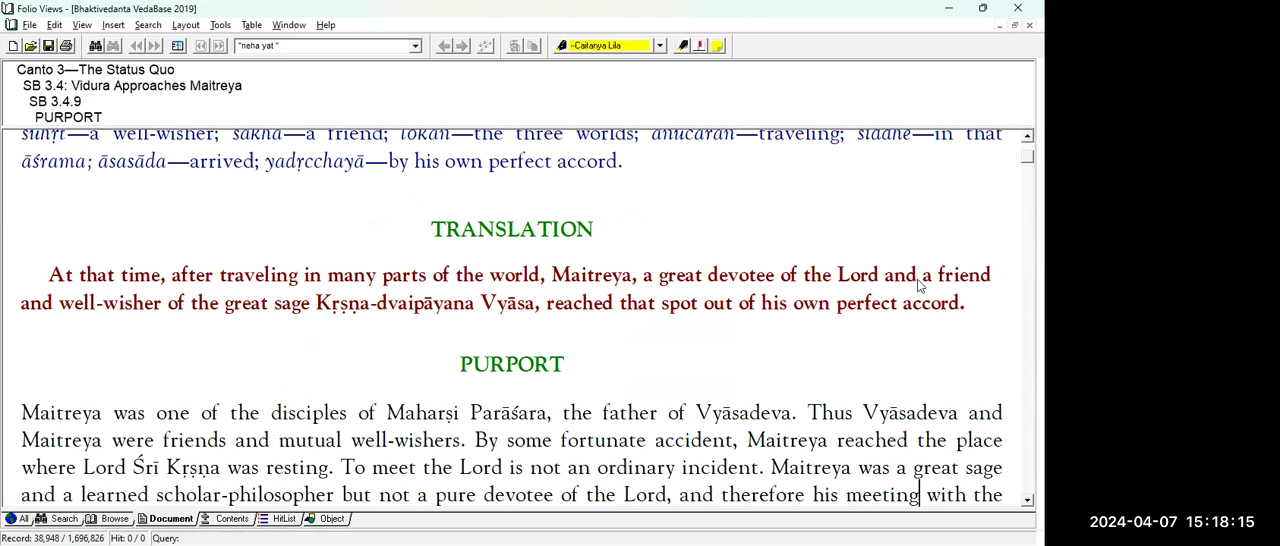 Folio Views - [Bhaktivedanta VedaBase 2019]
File Edit View Insert Search Layout Tools Table Window Help
"neha yat" --Caitanya Lila
Canto 3—The Status Quo
SB 3.4: Vidura Approaches Maitreya
SB 3.4.9
PURPORT
suhṛt—a well-wisher; sakhā—a friend; lokān—the three worlds; anucaran—traveling; siddhe—in that
āśrama; āsasāda—arrived; yadṛcchayā—by his own perfect accord.
TRANSLATION
At that time, after traveling in many parts of the world, Maitreya, a great devotee of the Lord and a friend
and well-wisher of the great sage Kṛṣṇa-dvaipāyana Vyāsa, reached that spot out of his own perfect accord.
PURPORT
Maitreya was one of the disciples of Maharṣi Parāśara, the father of Vyāsadeva. Thus Vyāsadeva and
Maitreya were friends and mutual well-wishers. By some fortunate accident, Maitreya reached the place
where Lord Śrī Kṛṣṇa was resting. To meet the Lord is not an ordinary incident. Maitreya was a great sage
and a learned scholar-philosopher but not a pure devotee of the Lord, and therefore his meeting with the
All Search Browse Document Contents HitList Object
Record: 38,948 / 1,696,826 Hit: 0 / 0 Query:
2024-04-07 15:18:15